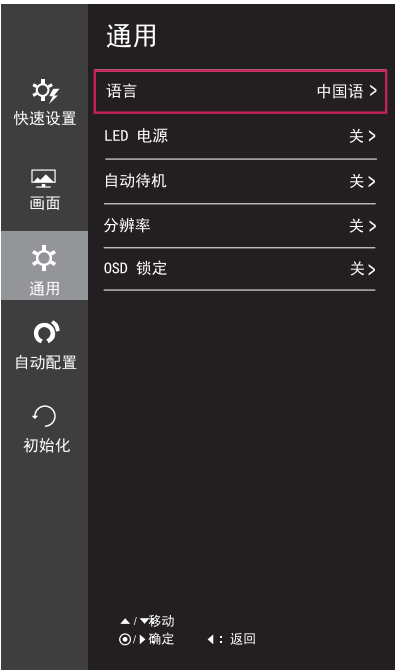 通用
快速设置
画面
通用
自动配置
初始化
语言 中国语 >
LED 电源 关 >
自动待机 关 >
分辨率 关 >
OSD 锁定 关 >
▲/▼移动
⦿/▶确定 ◀：返回